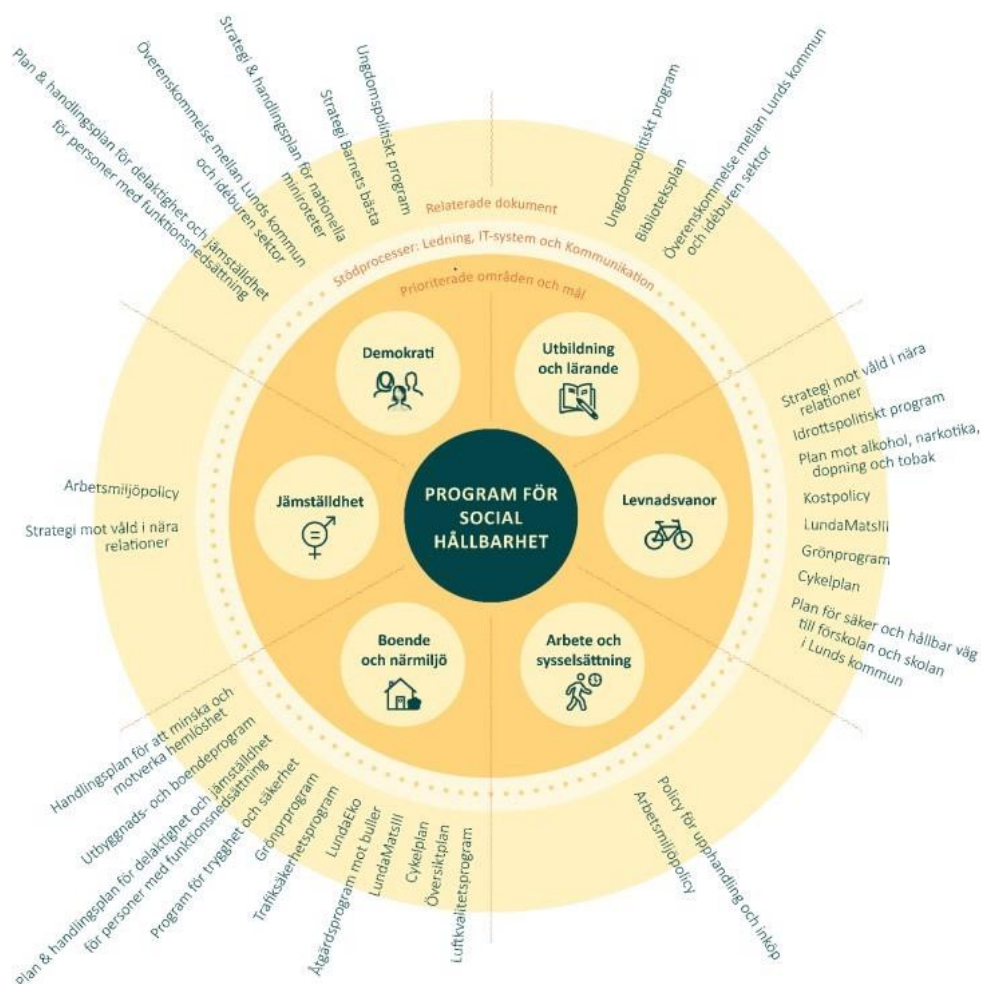 Plan & handlingsplan för delaktighet och jämställdhet
för personer med funktionsnedsättning
Överenskommelse mellan Lunds kommun
och idéburen sektor
Strategi & handlingsplan för nationella
miniroteter
Strategi Barnets bästa
Ungdomspolitiskt program
Ungdomspolitiskt program
Biblioteksplan
Överenskommelse mellan Lunds kommun
och idéburen sektor
Relaterade dokument
Stödprocesser: Ledning, IT-system och Kommunikation
Prioriterade områden och mål
Demokrati
Utbildning
och lärande
Strategi mot våld i nära
relationer
Idrottspolitiskt program
Plan mot alkohol, narkotika,
dopning och tobak
Kostpolicy
LundaMatsIII
Grönprogram
Cykelplan
Plan för säker och hållbar väg
till förskolan och skolan
i Lunds kommun
Arbetsmiljöpolicy
Strategi mot våld i nära
relationer
Jämställdhet
PROGRAM FÖR
SOCIAL
HÅLLBARHET
Levnadsvanor
Boende
och närmiljö
Arbete och
sysselsättning
Handlingsplan för att minska och
motverka hemlöshet
Utbyggnads- och boendeprogram
Plan & handlingsplan för delaktighet och jämställdhet
för personer med funktionsnedsättning
Program för trygghet och säkerhet
Grönprprogram
Trafiksäkerhetsprogram
LundaEko
Åtgärdsprogram mot buller
LundaMatsIII
Cykelplan
Översiktplan
Luftkvalitetsprogram
Policy för upphandling och inköp
Arbetsmiljöpolicy